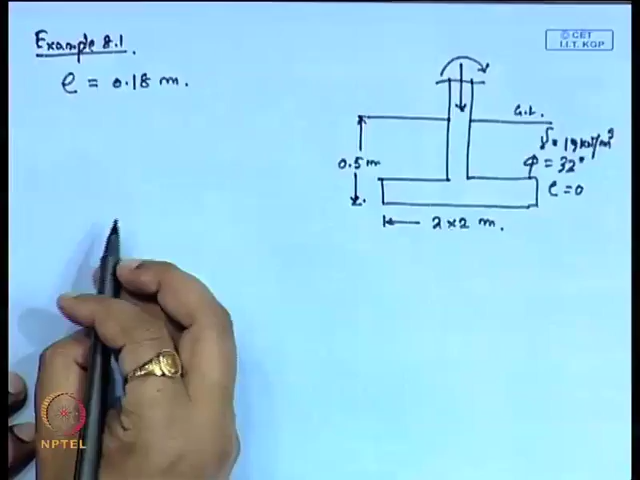 Example 8.1.
e = 0.18 m.
© CET
I.I.T. KGP
G.L.
γ = 19 kN/m³
φ = 32°
c = 0
0.5 m
2 × 2 m.
NPTEL